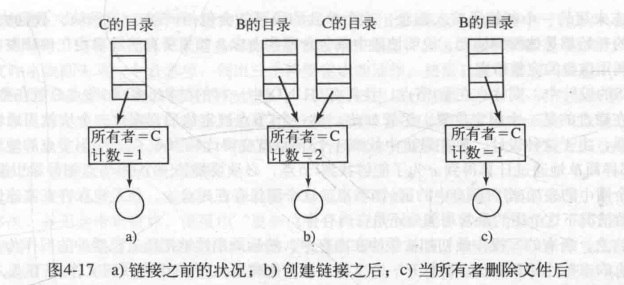 C的目录
B的目录
C的目录
B的目录
所有者=C
计数=1
所有者=C
计数=2
所有者=C
计数=1
a)
b)
c)
图4-17 a) 链接之前的状况；b) 创建链接之后；c) 当所有者删除文件后